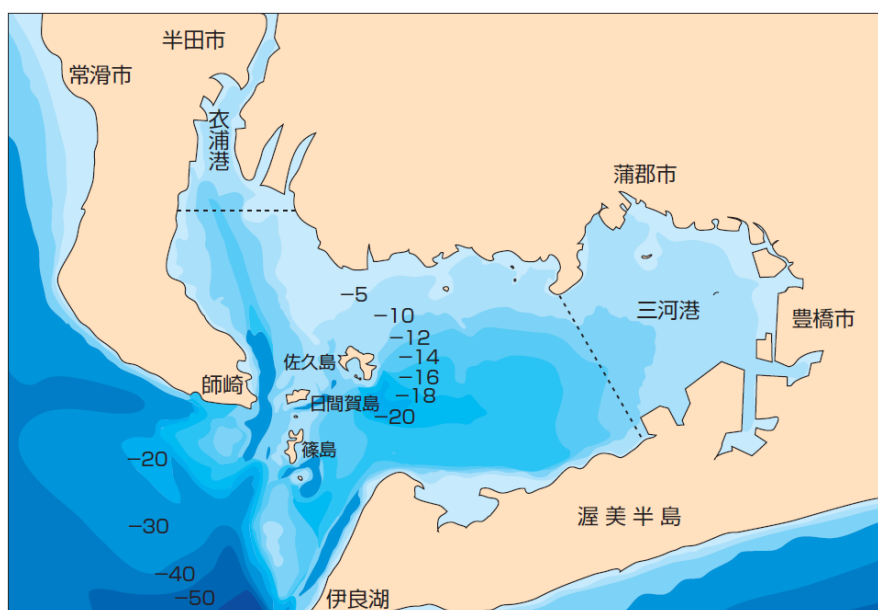 半田市
常滑市
衣浦港
蒲郡市
三河港
豊橋市
−5
−10
−12
−14
−16
−18
−20
佐久島
師崎
日間賀島
篠島
−20
−30
−40
−50
渥美半島
伊良湖